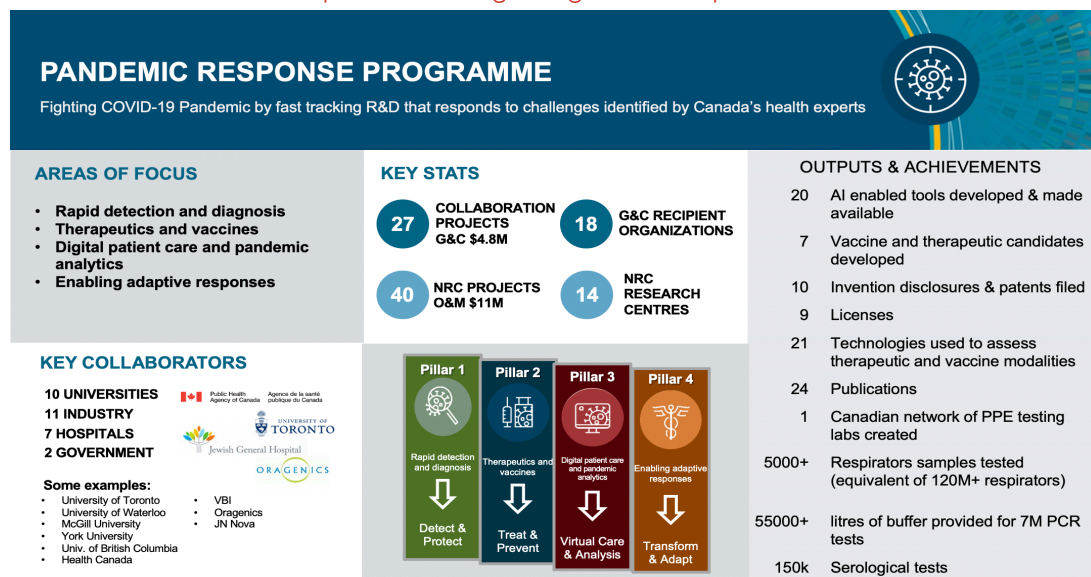 PANDEMIC RESPONSE PROGRAMME
Fighting COVID-19 Pandemic by fast tracking R&D that responds to challenges identified by Canada's health experts
AREAS OF FOCUS
• Rapid detection and diagnosis
• Therapeutics and vaccines
• Digital patient care and pandemic
analytics
• Enabling adaptive responses
KEY STATS
27
COLLABORATION
PROJECTS
G&C $4.8M
18
G&C RECIPIENT
ORGANIZATIONS
40
NRC PROJECTS
O&M $11M
14
NRC
RESEARCH
CENTRES
KEY COLLABORATORS
10 UNIVERSITIES
11 INDUSTRY
7 HOSPITALS
2 GOVERNMENT
Public Health Agence de la santé
Agency of Canada publique du Canada
UNIVERSITY OF
TORONTO
Jewish General Hospital
ORAGENICS
Some examples:
• University of Toronto
• University of Waterloo
• McGill University
• York University
• Univ. of British Columbia
• Health Canada
• VBI
• Oragenics
• JN Nova
Pillar 1
Rapid detection
and diagnosis
Detect &
Protect
Pillar 2
Therapeutics and
vaccines
Treat &
Prevent
Pillar 3
Digital patient care
and pandemic
analytics
Virtual Care
& Analysis
Pillar 4
Enabling adaptive
responses
Transform
& Adapt
OUTPUTS & ACHIEVEMENTS
20 AI enabled tools developed & made
available
7 Vaccine and therapeutic candidates
developed
10 Invention disclosures & patents filed
9 Licenses
21 Technologies used to assess
therapeutic and vaccine modalities
24 Publications
1 Canadian network of PPE testing
labs created
5000+ Respirators samples tested
(equivalent of 120M+ respirators)
55000+ litres of buffer provided for 7M PCR
tests
150k Serological tests